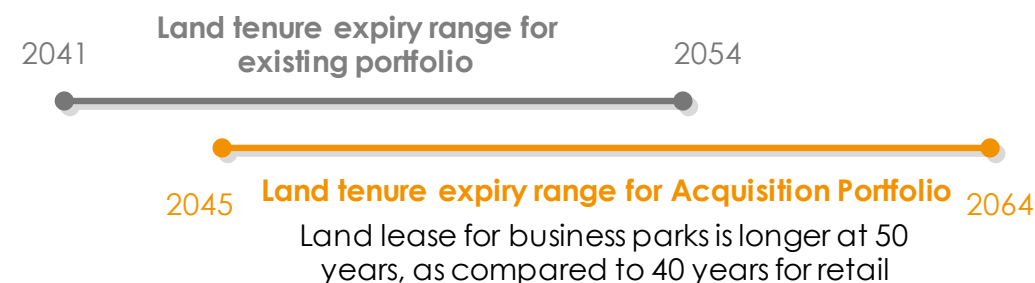 Land tenure expiry range for
existing portfolio
2041
2054
2045
Land tenure expiry range for Acquisition Portfolio
2064
Land lease for business parks is longer at 50
years, as compared to 40 years for retail